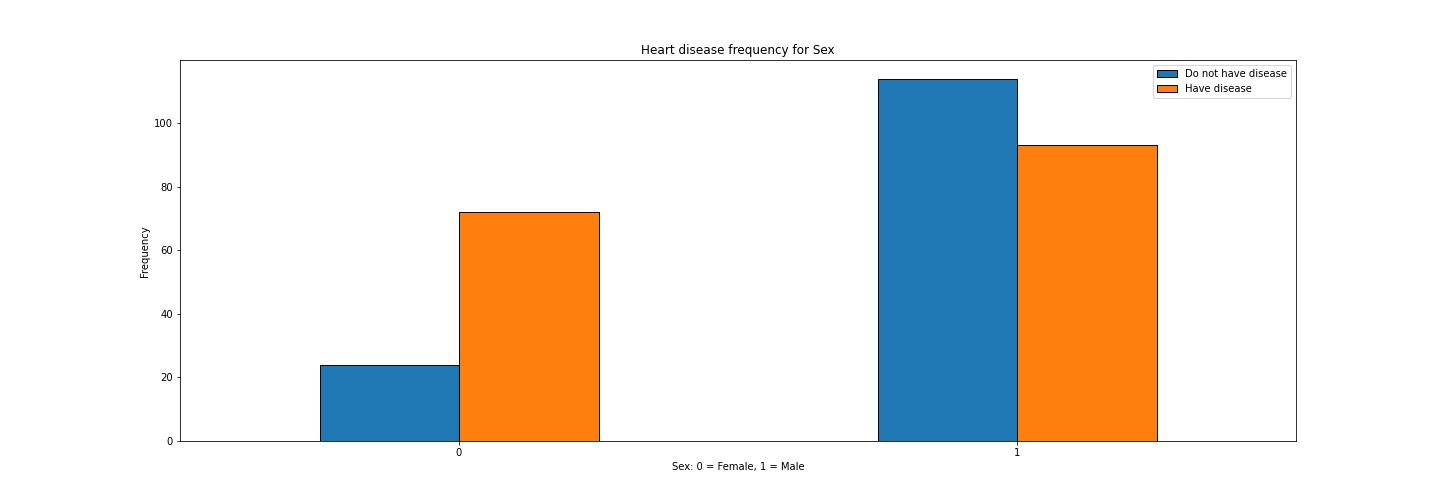 Heart disease frequency for Sex
Do not have disease
Have disease
Frequency
100
80
60
40
20
0
0
1
Sex: 0 = Female, 1 = Male